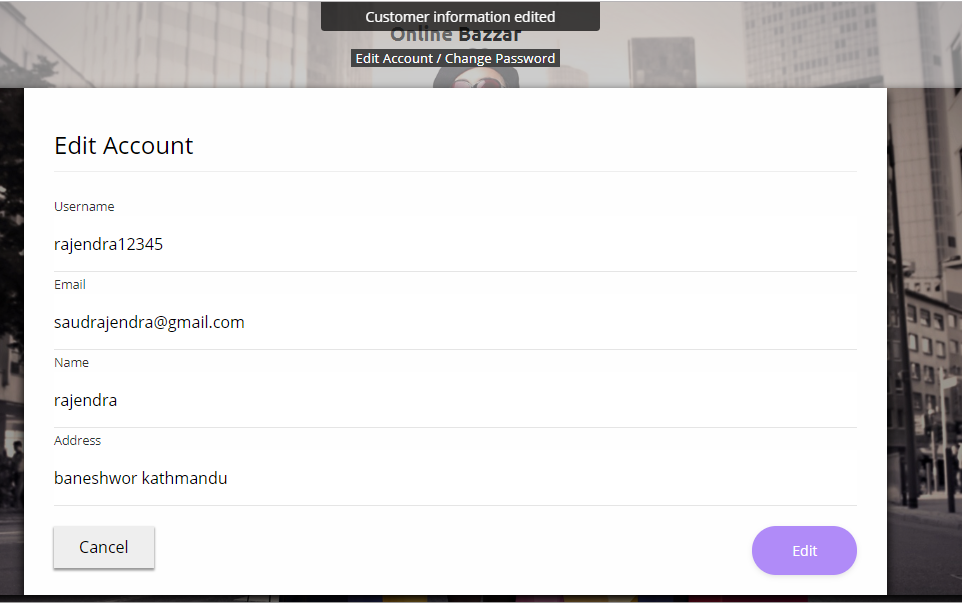 Customer information edited
Online Bazzar
Edit Account / Change Password
Edit Account
Username
rajendra12345
Email
saudrajendra@gmail.com
Name
rajendra
Address
baneshwor kathmandu
Cancel
Edit